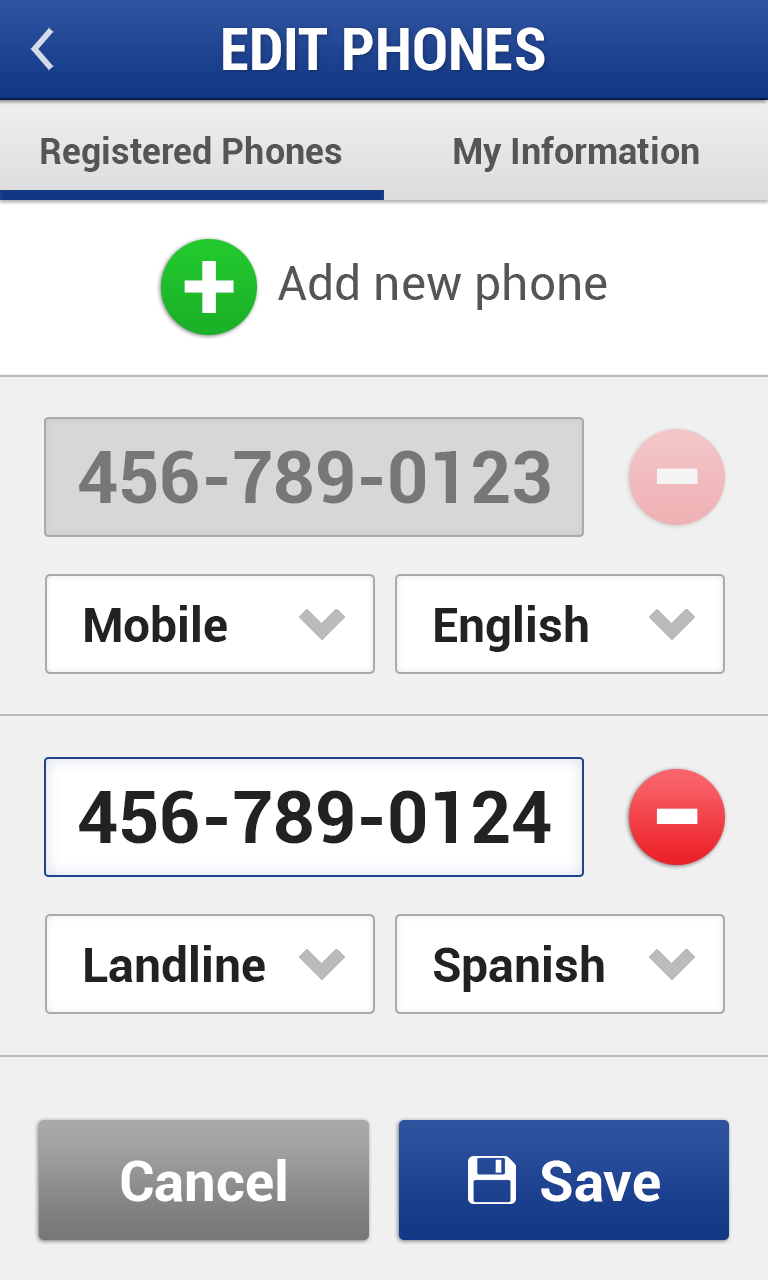 EDIT PHONES
Registered Phones My Information
Add new phone
456-789-0123
Mobile English
456-789-0124
Landline Spanish
Cancel Save